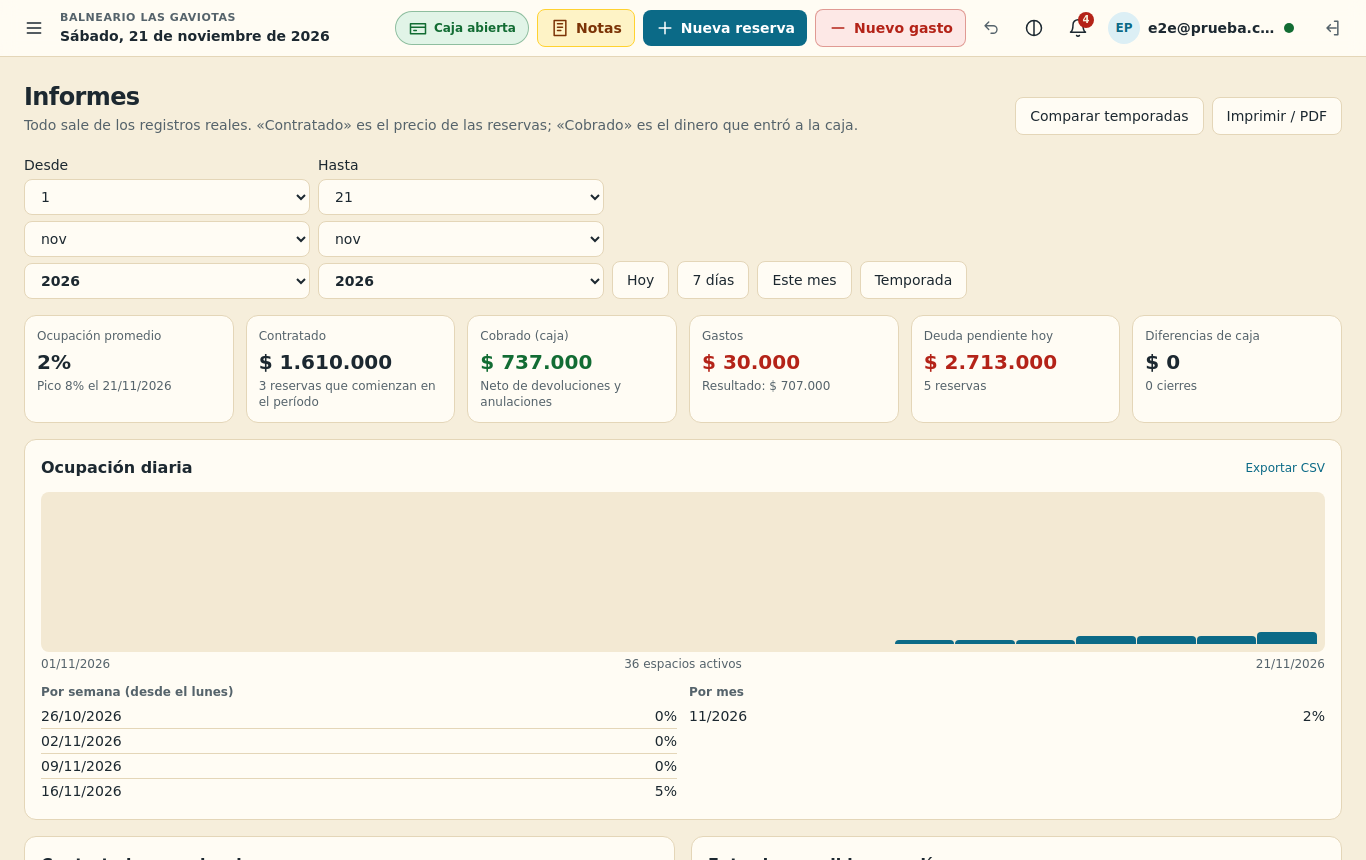 BALNEARIO LAS GAVIOTAS
Sábado, 21 de noviembre de 2026
Caja abierta
Notas
Nueva reserva
Nuevo gasto
4
EP
e2e@prueba.c...
Informes
Todo sale de los registros reales. «Contratado» es el precio de las reservas; «Cobrado» es el dinero que entró a la caja.
Comparar temporadas
Imprimir / PDF
Desde
Hasta
1
21
nov
nov
2026
2026
Hoy
7 días
Este mes
Temporada
Ocupación promedio
2%
Pico 8% el 21/11/2026
Contratado
$ 1.610.000
3 reservas que comienzan en
el período
Cobrado (caja)
$ 737.000
Neto de devoluciones y
anulaciones
Gastos
$ 30.000
Resultado: $ 707.000
Deuda pendiente hoy
$ 2.713.000
5 reservas
Diferencias de caja
$ 0
0 cierres
Ocupación diaria
Exportar CSV
01/11/2026
36 espacios activos
21/11/2026
Por semana (desde el lunes)
26/10/2026 0%
02/11/2026 0%
09/11/2026 0%
16/11/2026 5%
Por mes
11/2026 2%